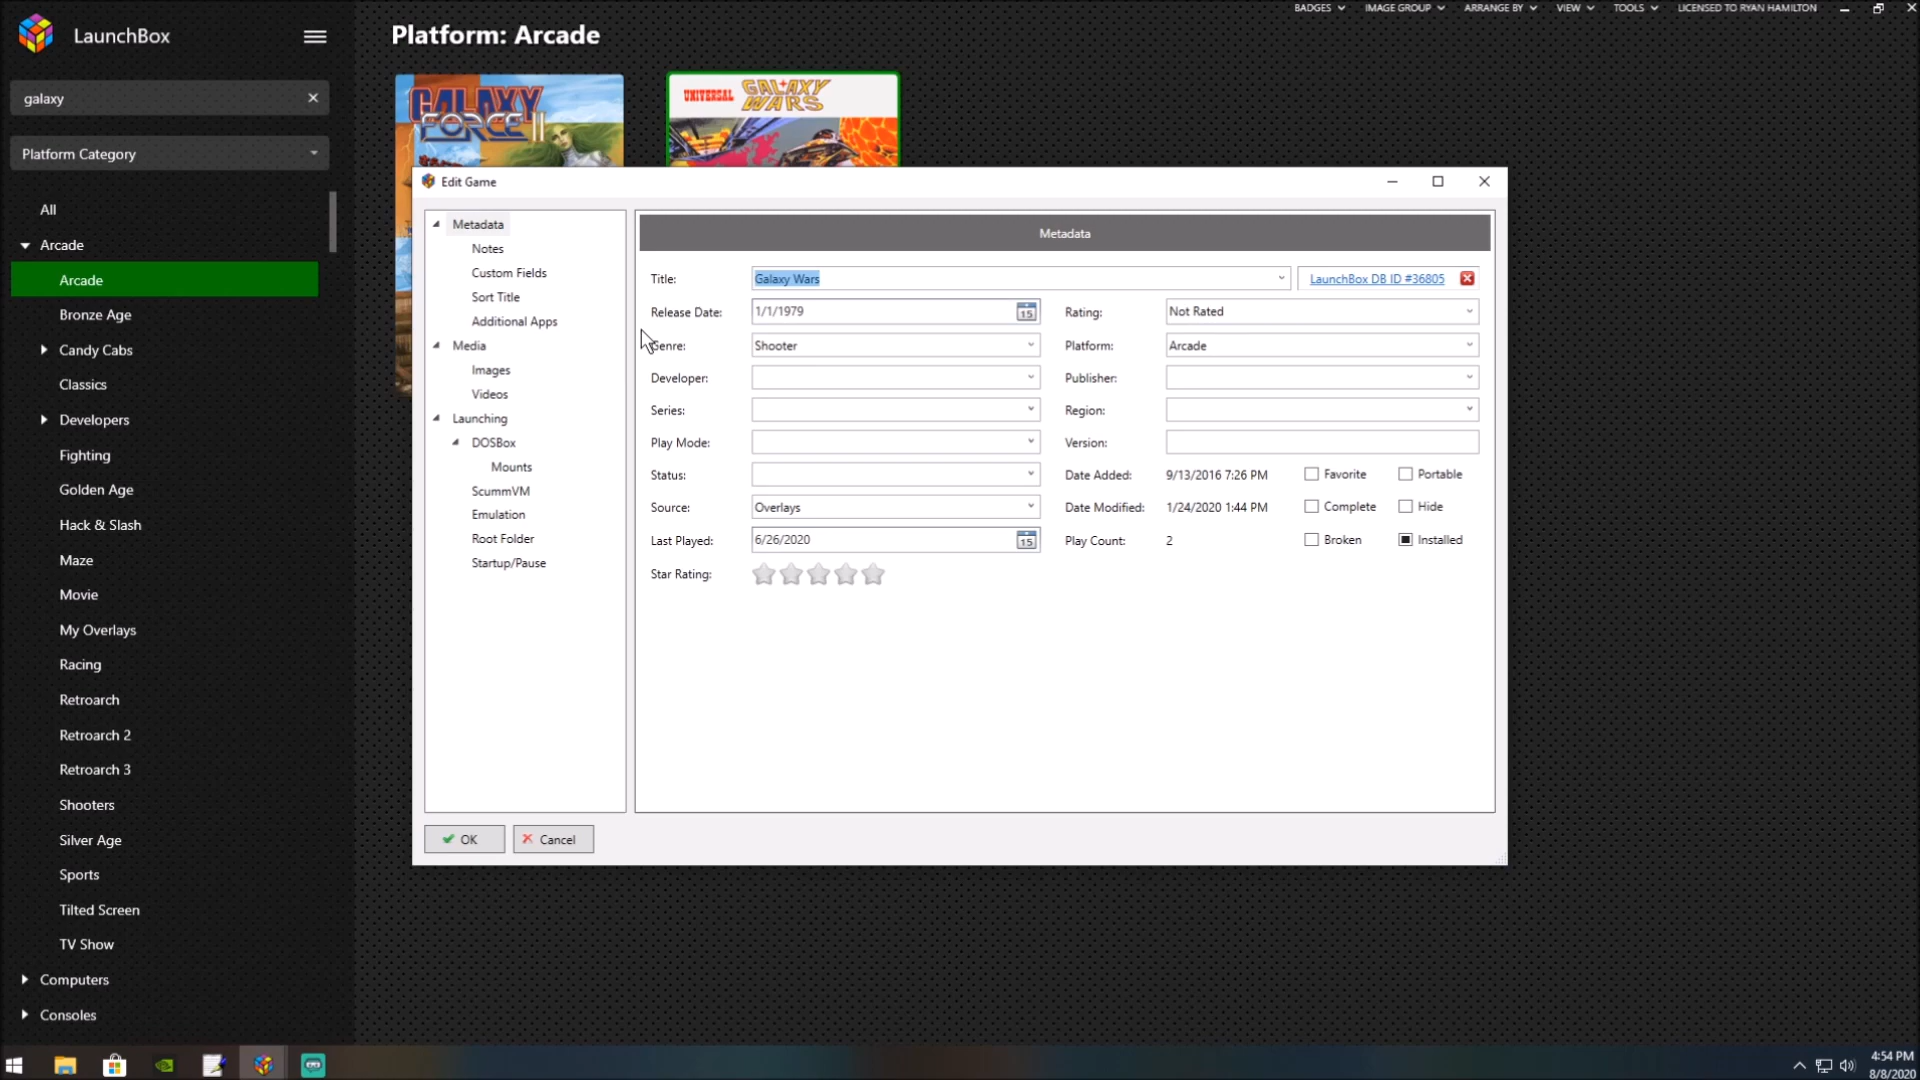 BADGES
IMAGE GROUP
ARRANGE BY
VIEW
TOOLS
LICENSED TO RYAN HAMILTON
LaunchBox
Platform: Arcade
galaxy
Platform Category
All
Arcade
Arcade
Bronze Age
Candy Cabs
Classics
Developers
Fighting
Golden Age
Hack & Slash
Maze
Movie
My Overlays
Racing
Retroarch
Retroarch 2
Retroarch 3
Shooters
Silver Age
Sports
Tilted Screen
TV Show
Computers
Consoles
GALAXY
FORCE II
UNIVERSAL
GALAXY
WARS
Edit Game
Metadata
Notes
Custom Fields
Sort Title
Additional Apps
Media
Images
Videos
Launching
DOSBox
Mounts
ScummVM
Emulation
Root Folder
Startup/Pause
Metadata
Title: Galaxy Wars LaunchBox DB ID #36805
Release Date: 1/1/1979 15 Rating: Not Rated
Genre: Shooter Platform: Arcade
Developer: Publisher:
Series: Region:
Play Mode: Version:
Status: Date Added: 9/13/2016 7:26 PM Favorite Portable
Source: Overlays Date Modified: 1/24/2020 1:44 PM Complete Hide
Last Played: 6/26/2020 15 Play Count: 2 Broken Installed
Star Rating:
OK Cancel
4:54 PM
8/8/2020